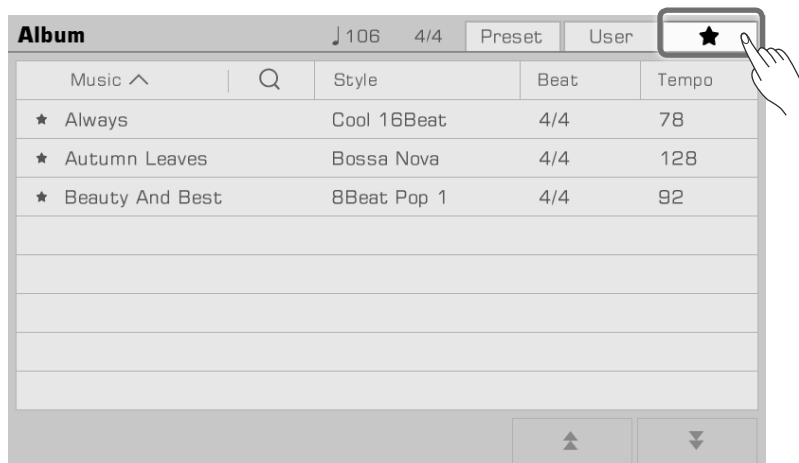 Album ♩106 4/4 Preset User ★
Music Style Beat Tempo
★ Always Cool 16Beat 4/4 78
★ Autumn Leaves Bossa Nova 4/4 128
★ Beauty And Best 8Beat Pop 1 4/4 92